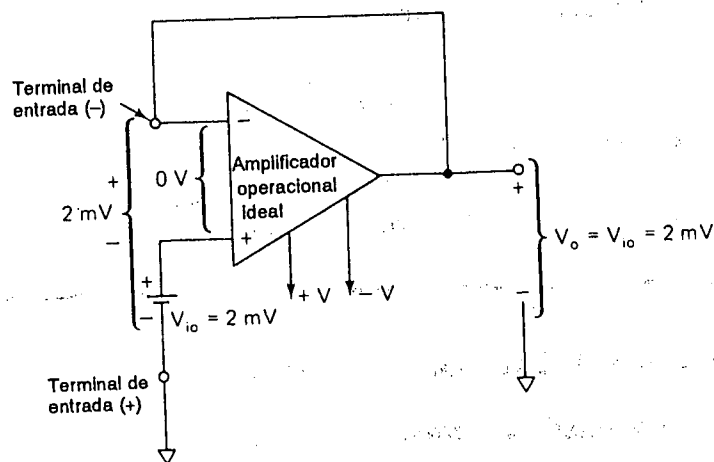 Terminal de
entrada (–)
–
+
2 mV
–
0 V
Amplificador
operacional
ideal
+
+
–
V_io = 2 mV
+ V
– V
+
V_o = V_io = 2 mV
–
Terminal de
entrada (+)